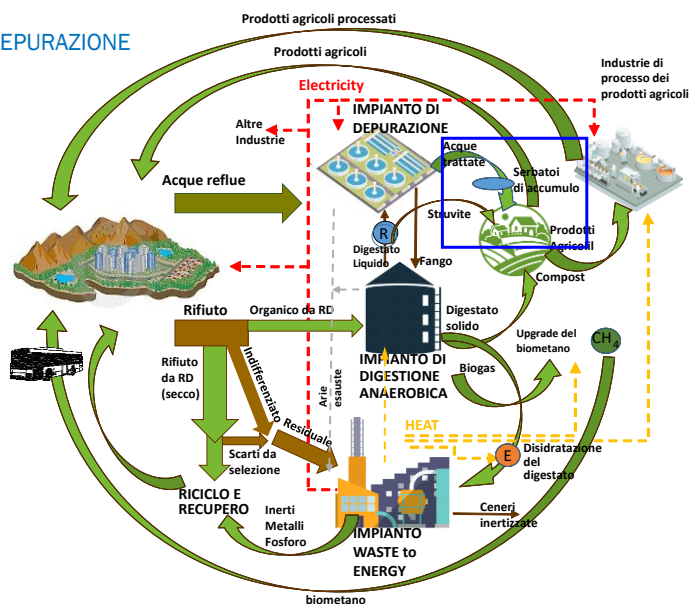 Prodotti agricoli processati
EPURAZIONE
Prodotti agricoli
Industrie di
processo dei
prodotti agricoli
Electricity
IMPIANTO DI
DEPURAZIONE
Altre
Industrie
Acque
trattate
Serbatoi
di accumulo
Acque reflue
Struvite
R
Digestato
Liquido
Prodotti
Agricolil
Fango
Compost
Rifiuto
Organico da RD
Digestato
solido
Upgrade del
biometano
CH4
Rifiuto
da RD
(secco)
Indifferenziato
IMPIANTO DI
DIGESTIONE
ANAEROBICA
Biogas
Arie
esauste
Residuale
HEAT
Scarti da
selezione
E
Disidratazione
del
digestato
RICICLO E
RECUPERO
Inerti
Metalli
Fosforo
Ceneri
inertizzate
IMPIANTO
WASTE to
ENERGY
biometano